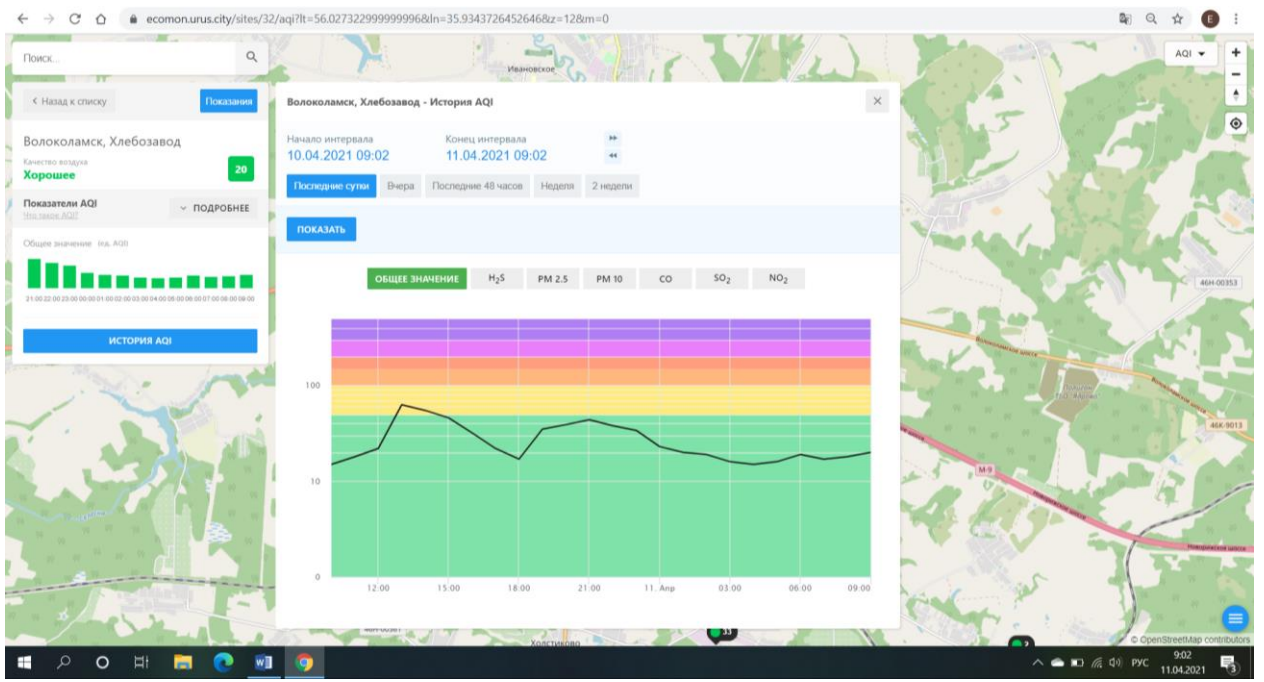 ecomon.urus.city/sites/32/aqi?lt=56.027322999999996&ln=35.9343726452646&z=12&m=0
E
Поиск...
AQI
Ивановское
Назад к списку
Показания
Волоколамск, Хлебозавод
Качество воздуха
Хорошее
20
Показатели AQI
Что такое AQI?
ПОДРОБНЕЕ
Общее значение (ед. AQI)
21:00 22:00 23:00 00:00 01:00 02:00 03:00 04:00 05:00 06:00 07:00 08:00 09:00
ИСТОРИЯ AQI
Волоколамск, Хлебозавод - История AQI
Начало интервала
Конец интервала
10.04.2021 09:02
11.04.2021 09:02
Последние сутки
Вчера
Последние 48 часов
Неделя
2 недели
ПОКАЗАТЬ
ОБЩЕЕ ЗНАЧЕНИЕ
H2S
PM 2.5
PM 10
CO
SO2
NO2
100
10
0
12:00
15:00
18:00
21:00
11. Апр
03:00
06:00
09:00
46Н-00353
Волоколамское шоссе
46К-9013
М-9
Новорижское шоссе
Холстиково
33
2
© OpenStreetMap contributors
РУС
9:02
11.04.2021
3